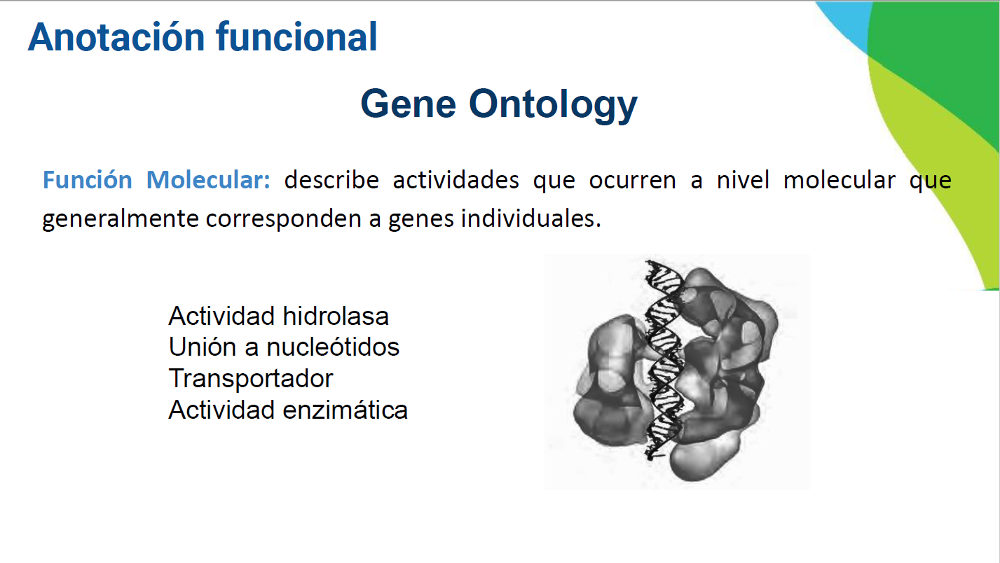 Anotación funcional
Gene Ontology
Función Molecular: describe actividades que ocurren a nivel molecular que
generalmente corresponden a genes individuales.
Actividad hidrolasa
Unión a nucleótidos
Transportador
Actividad enzimática